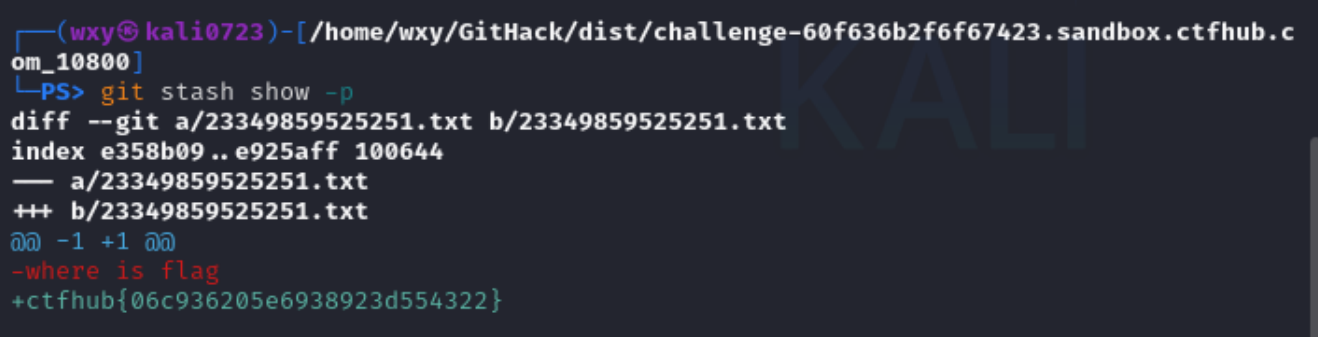 ┌──(wxy㉿kali0723)-[/home/wxy/GitHack/dist/challenge-60f636b2f6f67423.sandbox.ctfhub.c
om_10800]
└─PS> git stash show -p
diff --git a/23349859525251.txt b/23349859525251.txt
index e358b09..e925aff 100644
--- a/23349859525251.txt
+++ b/23349859525251.txt
@@ -1 +1 @@
-where is flag
+ctfhub{06c936205e6938923d554322}
KALI